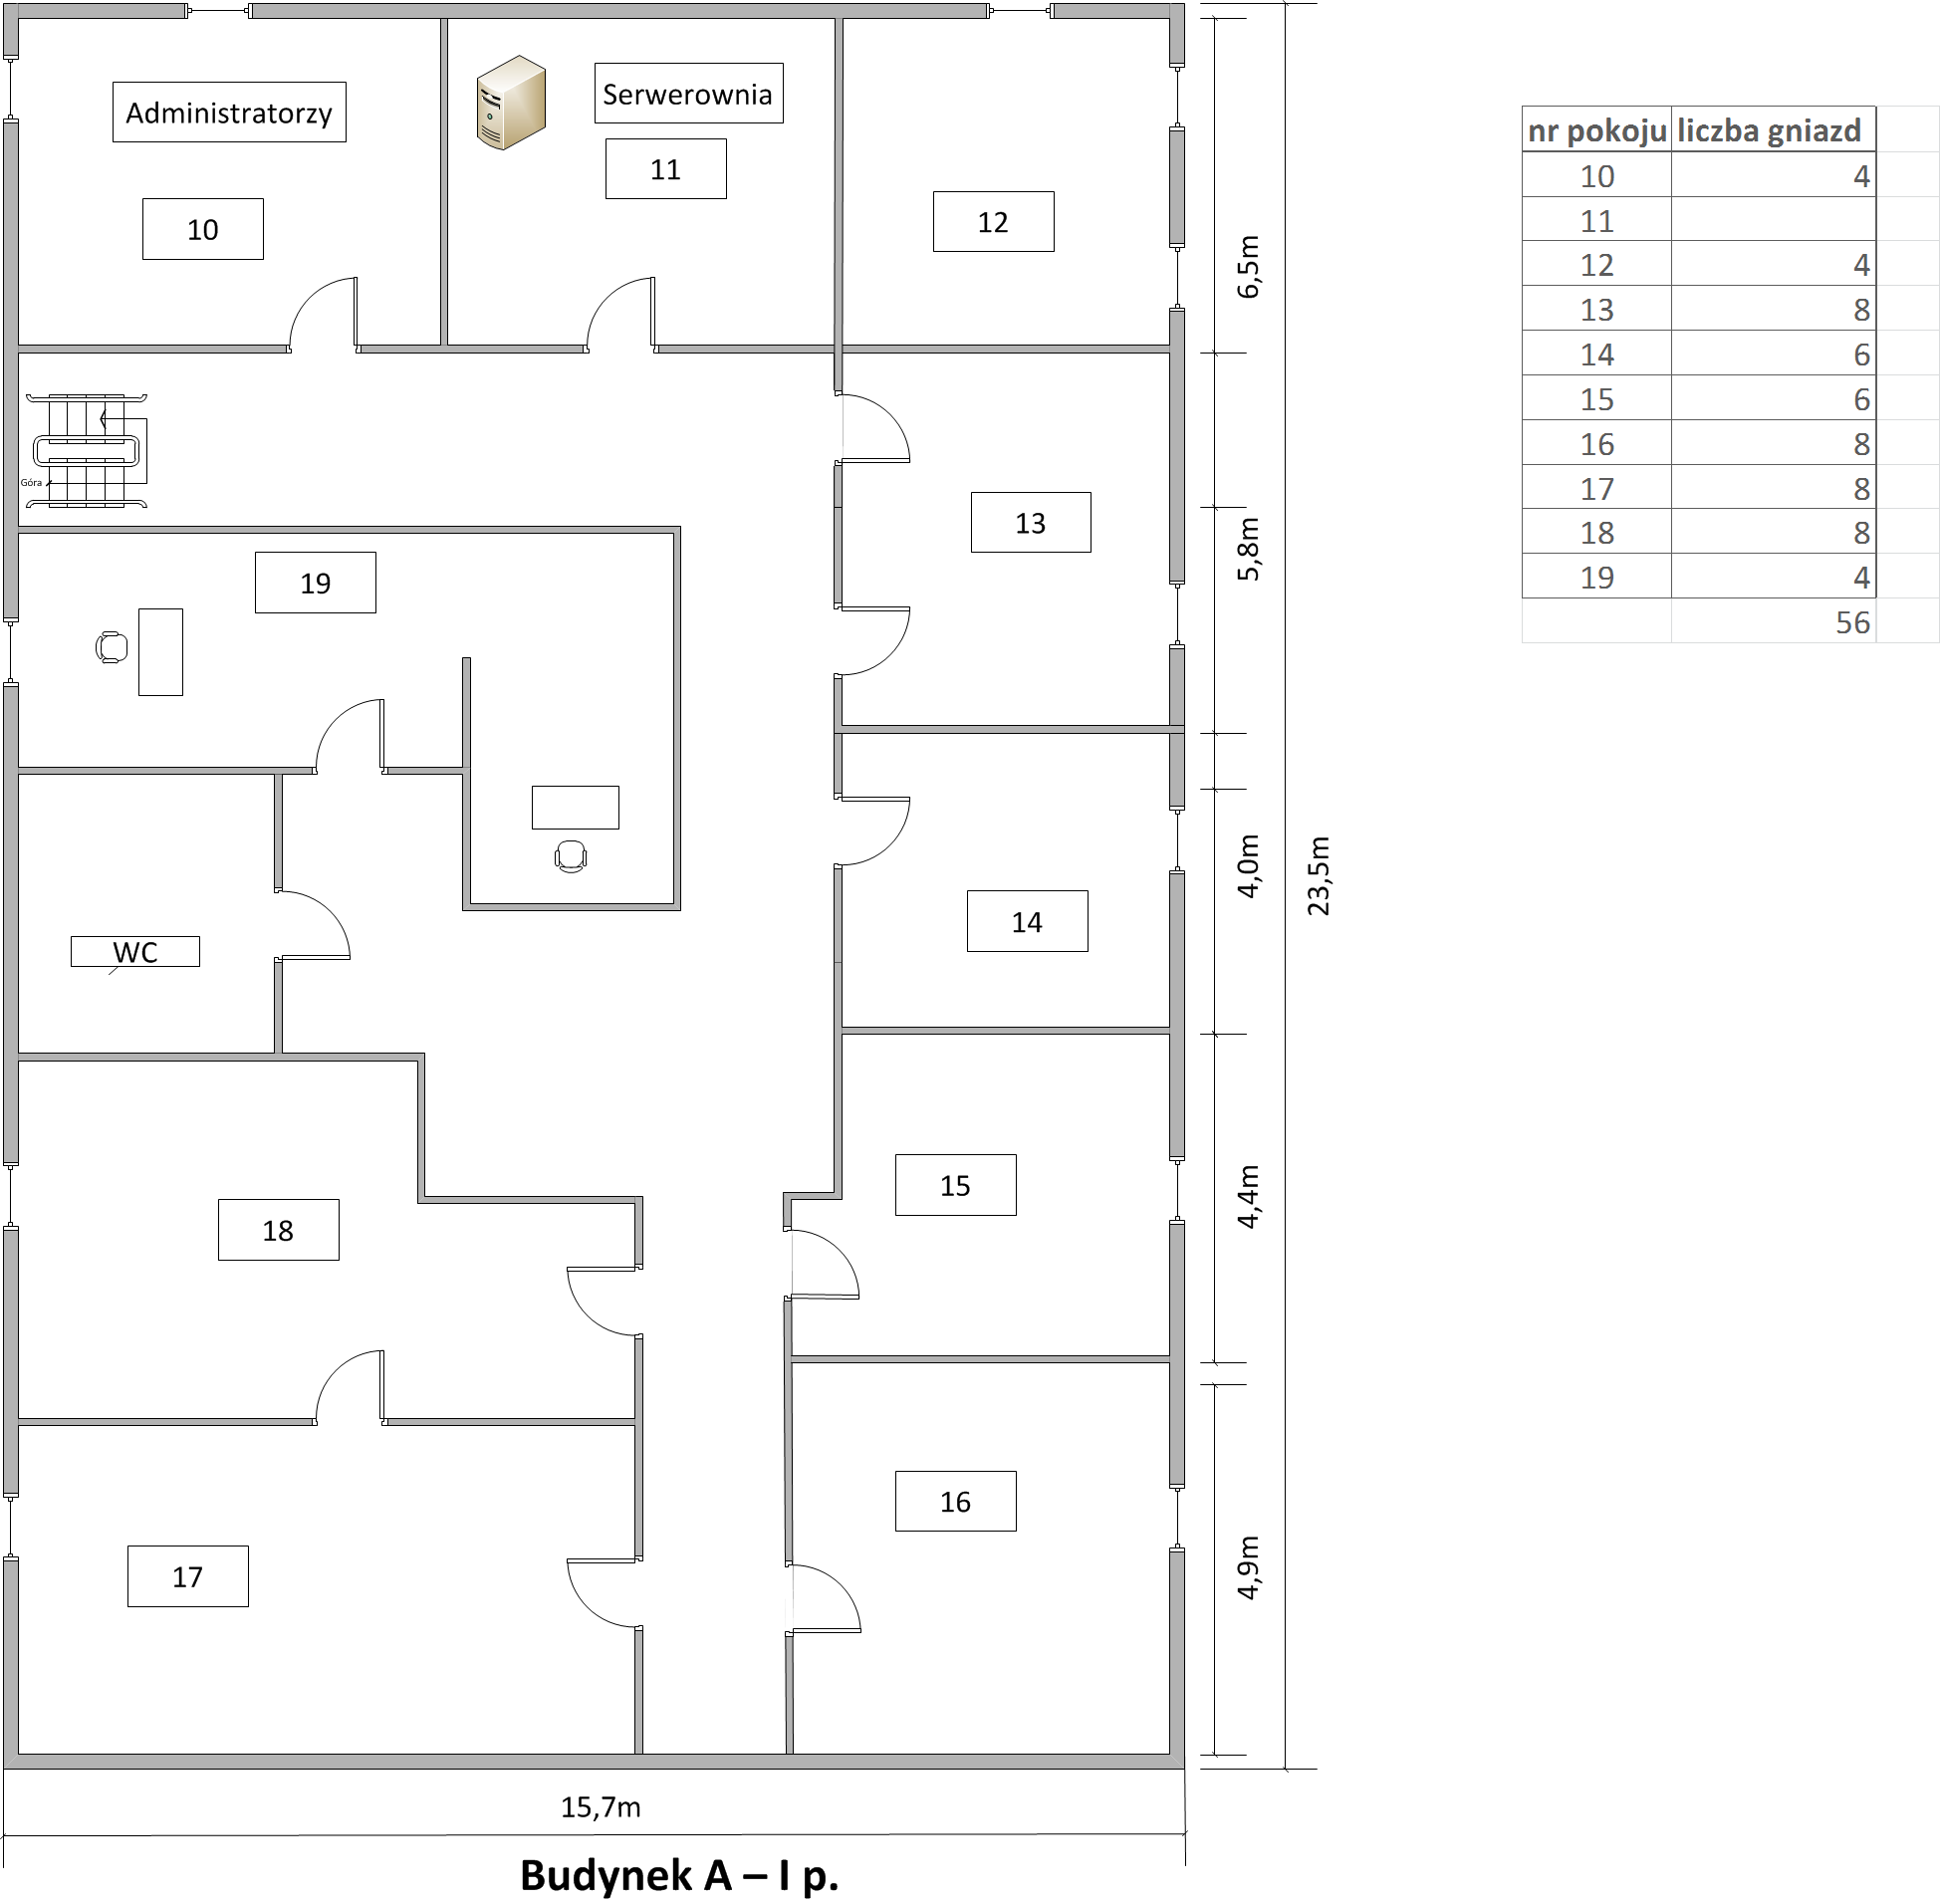 Administratorzy
10
Serwerownia
11
12
6,5m
Góra
13
5,8m
19
14
4,0m
23,5m
WC
15
4,4m
18
16
4,9m
17
15,7m
Budynek A – I p.
nr pokoju liczba gniazd
10 4
11
12 4
13 8
14 6
15 6
16 8
17 8
18 8
19 4
56